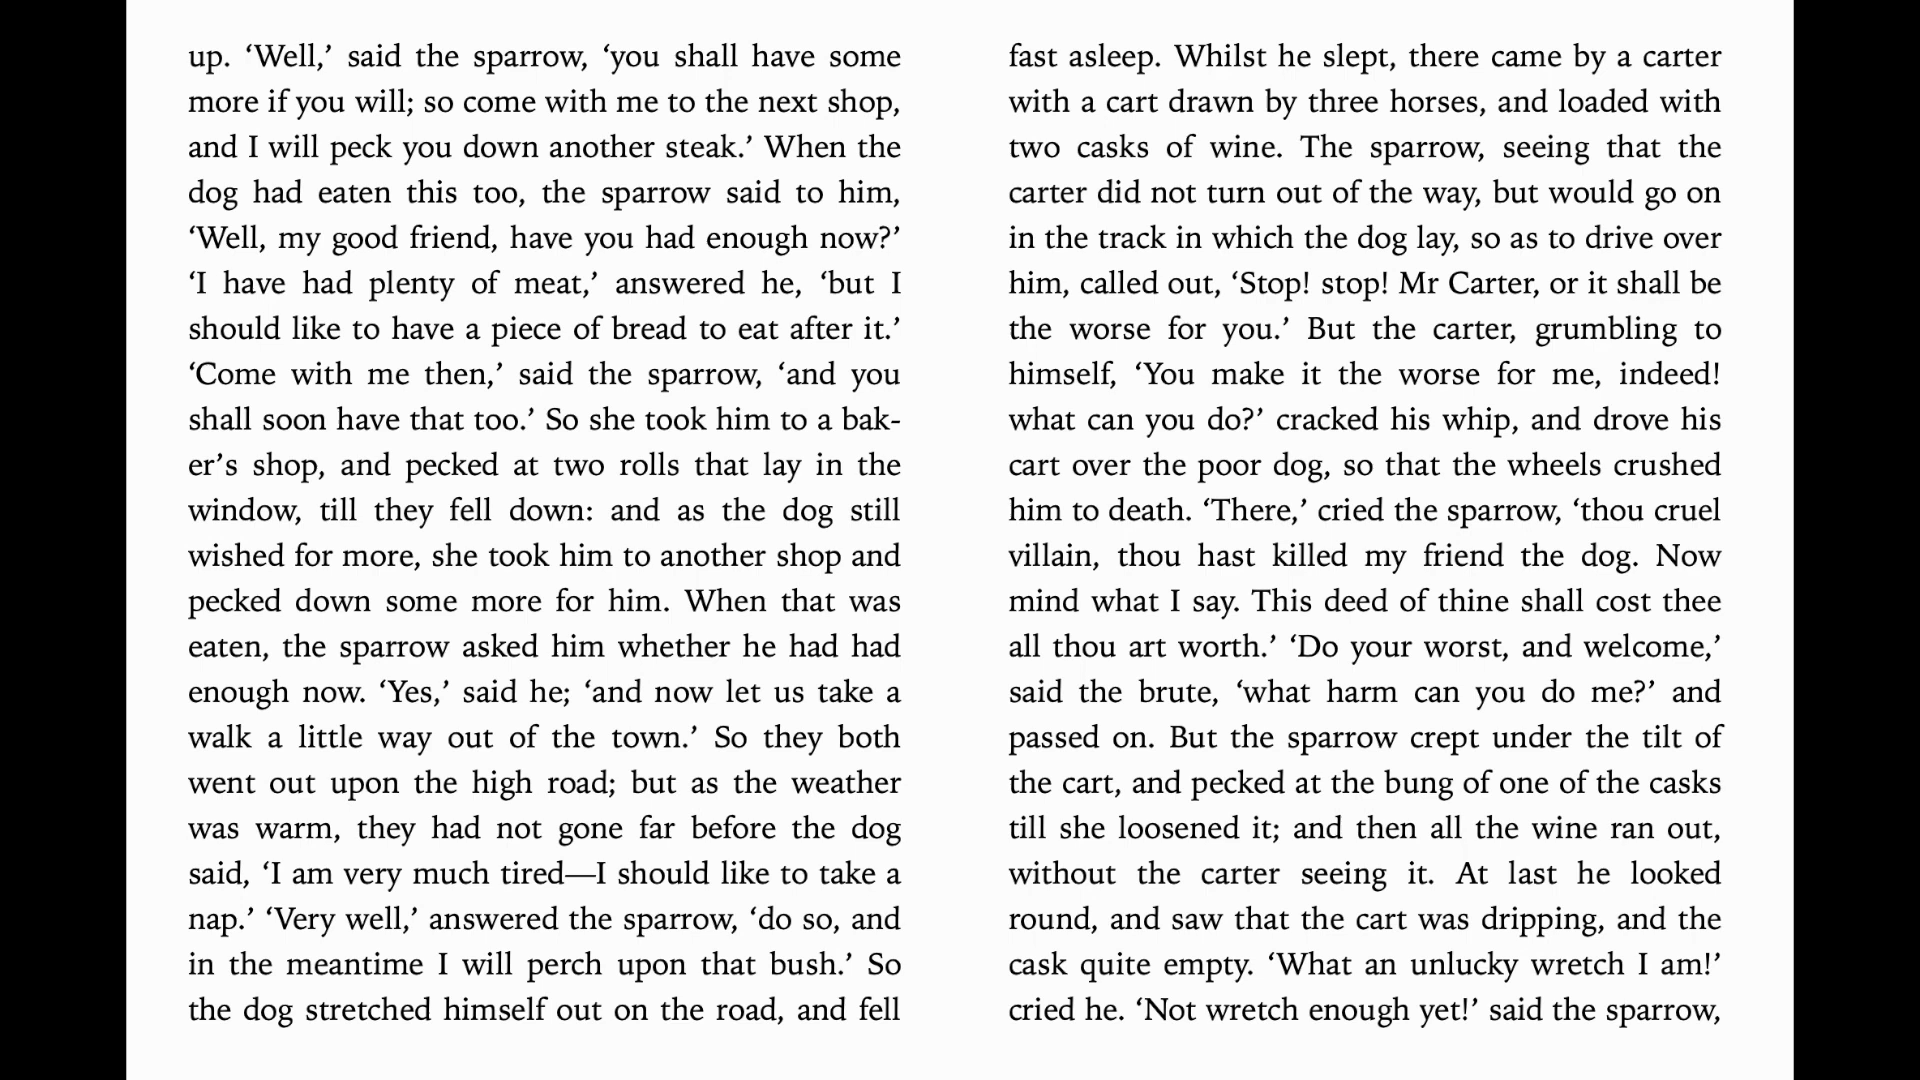 up. ‘Well,’ said the sparrow, ‘you shall have some
more if you will; so come with me to the next shop,
and I will peck you down another steak.’ When the
dog had eaten this too, the sparrow said to him,
‘Well, my good friend, have you had enough now?’
‘I have had plenty of meat,’ answered he, ‘but I
should like to have a piece of bread to eat after it.’
‘Come with me then,’ said the sparrow, ‘and you
shall soon have that too.’ So she took him to a bak-
er’s shop, and pecked at two rolls that lay in the
window, till they fell down: and as the dog still
wished for more, she took him to another shop and
pecked down some more for him. When that was
eaten, the sparrow asked him whether he had had
enough now. ‘Yes,’ said he; ‘and now let us take a
walk a little way out of the town.’ So they both
went out upon the high road; but as the weather
was warm, they had not gone far before the dog
said, ‘I am very much tired—I should like to take a
nap.’ ‘Very well,’ answered the sparrow, ‘do so, and
in the meantime I will perch upon that bush.’ So
the dog stretched himself out on the road, and fell
fast asleep. Whilst he slept, there came by a carter
with a cart drawn by three horses, and loaded with
two casks of wine. The sparrow, seeing that the
carter did not turn out of the way, but would go on
in the track in which the dog lay, so as to drive over
him, called out, ‘Stop! stop! Mr Carter, or it shall be
the worse for you.’ But the carter, grumbling to
himself, ‘You make it the worse for me, indeed!
what can you do?’ cracked his whip, and drove his
cart over the poor dog, so that the wheels crushed
him to death. ‘There,’ cried the sparrow, ‘thou cruel
villain, thou hast killed my friend the dog. Now
mind what I say. This deed of thine shall cost thee
all thou art worth.’ ‘Do your worst, and welcome,’
said the brute, ‘what harm can you do me?’ and
passed on. But the sparrow crept under the tilt of
the cart, and pecked at the bung of one of the casks
till she loosened it; and then all the wine ran out,
without the carter seeing it. At last he looked
round, and saw that the cart was dripping, and the
cask quite empty. ‘What an unlucky wretch I am!’
cried he. ‘Not wretch enough yet!’ said the sparrow,